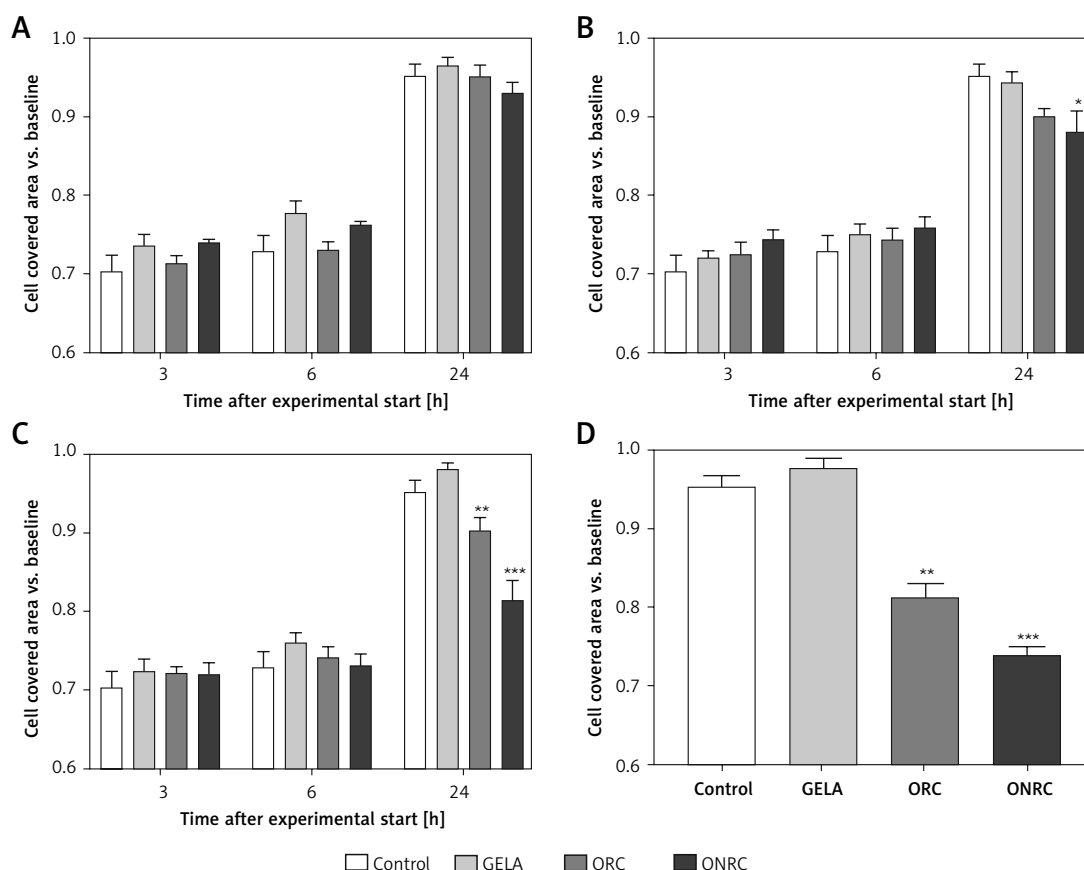 A
1.0
0.9
0.8
0.7
0.6
Cell covered area vs. baseline
3 6 24
Time after experimental start [h]
B
1.0
0.9
0.8
0.7
0.6
Cell covered area vs. baseline
*
3 6 24
Time after experimental start [h]
C
1.0
0.9
0.8
0.7
0.6
Cell covered area vs. baseline
**
***
3 6 24
Time after experimental start [h]
D
1.0
0.9
0.8
0.7
0.6
Cell covered area vs. baseline
**
***
Control GELA ORC ONRC
Control GELA ORC ONRC